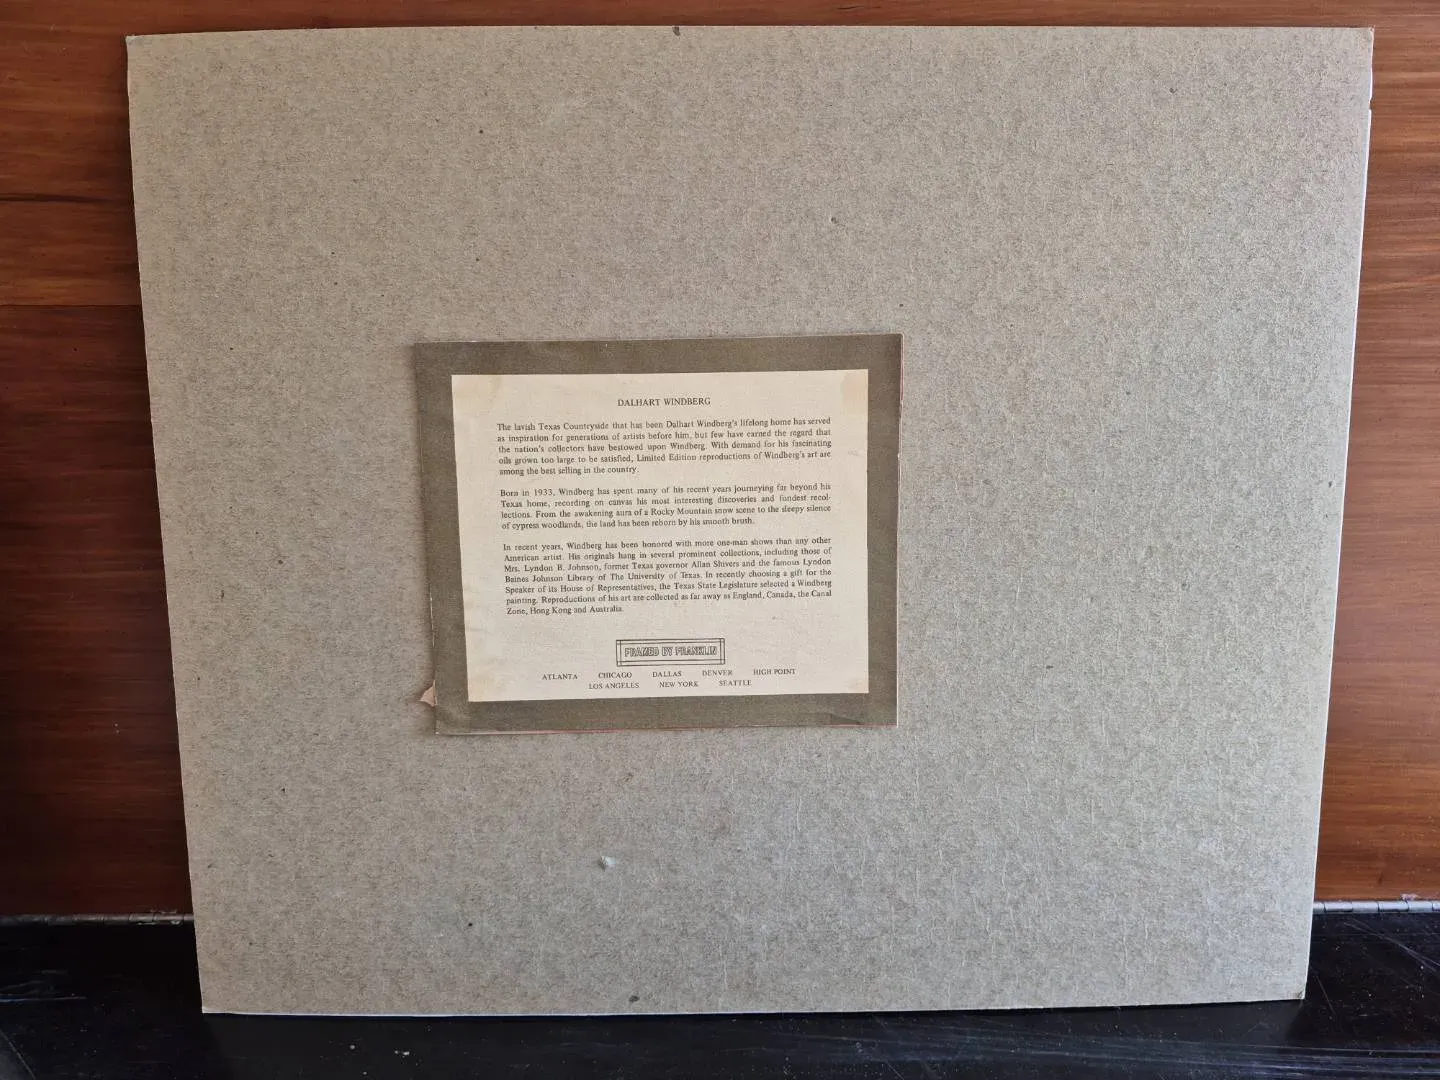 DALHART WINDBERG
The lavish Texas Countryside that has been Dalhart Windberg's lifelong home has served
as inspiration for generations of artists before him, but few have earned the regard that
the nation's collectors have bestowed upon Windberg. With demand for his fascinating
oils grown too large to be satisfied, Limited Edition reproductions of Windberg's art are
among the best selling in the country.
Born in 1933, Windberg has spent many of his recent years journeying far beyond his
Texas home, recording on canvas his most interesting discoveries and fondest recol-
lections. From the awakening aura of a Rocky Mountain snow scene to the sleepy silence
of cypress woodlands, the land has been reborn by his smooth brush.
In recent years, Windberg has been honored with more one-man shows than any other
American artist. His originals hang in several prominent collections, including those of
Mrs. Lyndon B. Johnson, former Texas governor Allan Shivers and the famous Lyndon
Baines Johnson Library of The University of Texas. In recently choosing a gift for the
Speaker of its House of Representatives, the Texas State Legislature selected a Windberg
painting. Reproductions of his art are collected as far away as England, Canada, the Canal
Zone, Hong Kong and Australia.
FRAMED BY FRANKLIN
ATLANTA CHICAGO DALLAS DENVER HIGH POINT
LOS ANGELES NEW YORK SEATTLE